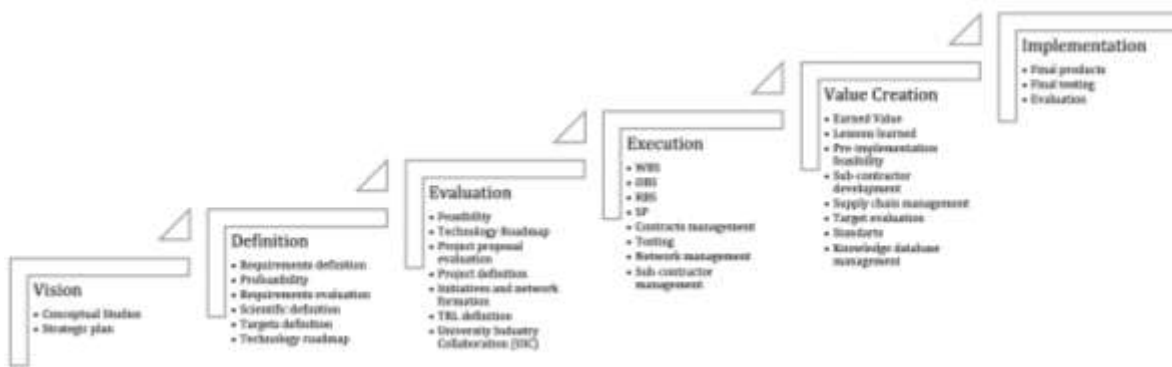 Vision
• Conceptual Studies
• Strategic plan
Definition
• Requirements definition
• Prefeasibility
• Requirements evaluation
• Scientific definition
• Targets definition
• Technology roadmap
Evaluation
• Feasibility
• Technology Roadmap
• Project proposal
evaluation
• Project definition
• Initiatives and network
formation
• TRL definition
• University Industry
Collaboration (UIC)
Execution
• WBS
• OBS
• RBS
• SP
• Contracts management
• Testing
• Network management
• Sub-contractor
management
Value Creation
• Earned Value
• Lessons learned
• Pre-implementation
feasibility
• Sub-contractor
development
• Supply chain management
• Target evaluation
• Standarts
• Knowledge database
management
Implementation
• Final products
• Final testing
• Evaluation